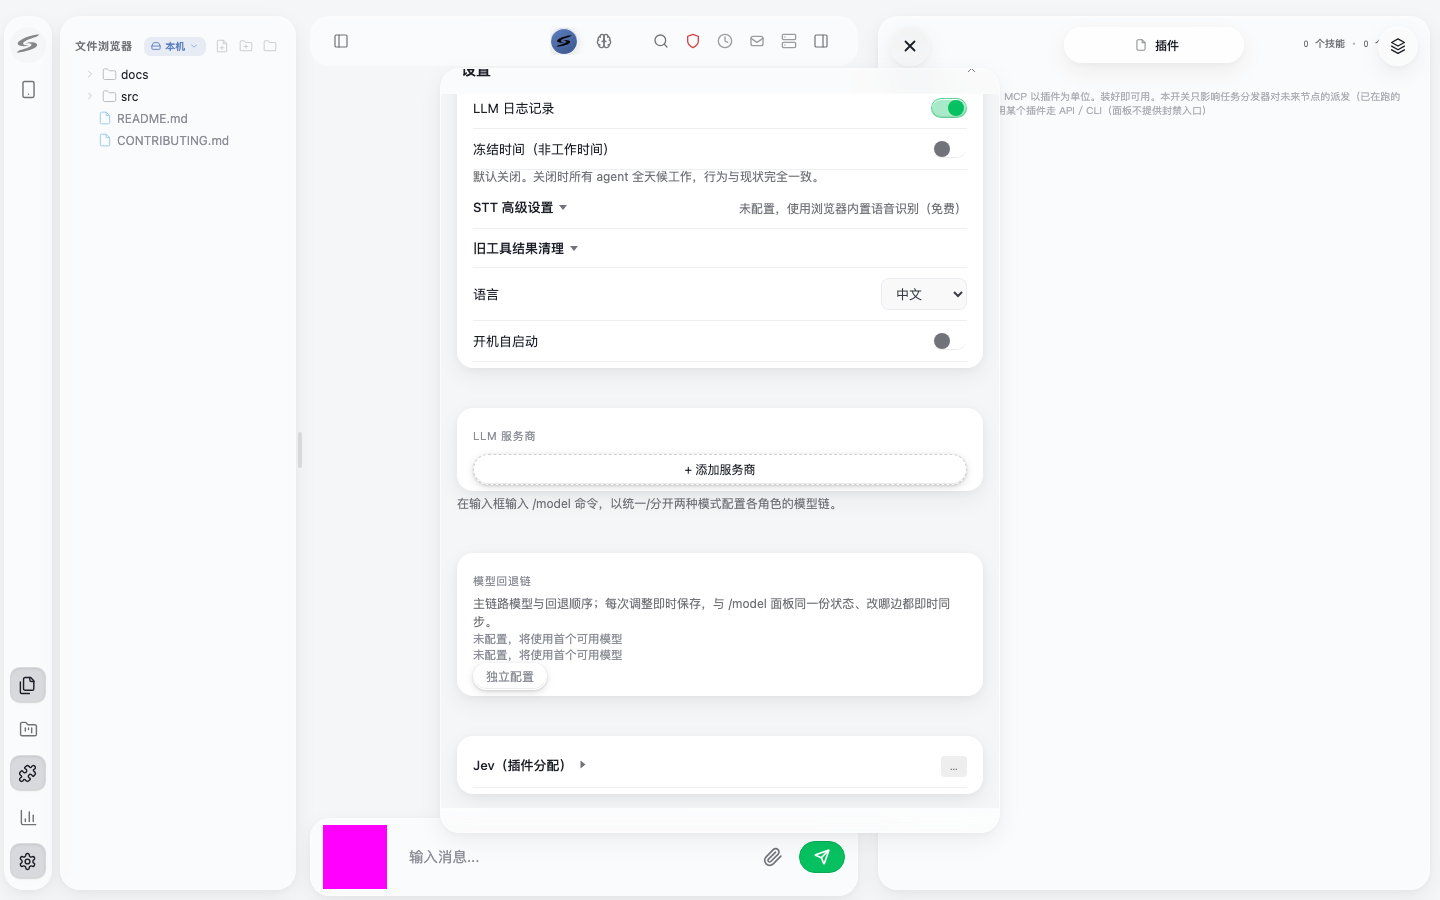 文件浏览器
本机
docs
src
README.md
CONTRIBUTING.md
设置
LLM 日志记录
冻结时间（非工作时间）
默认关闭。关闭时所有 agent 全天候工作，行为与现状完全一致。
STT 高级设置
未配置，使用浏览器内置语音识别（免费）
旧工具结果清理
语言
中文
开机自启动
LLM 服务商
+ 添加服务商
在输入框输入 /model 命令，以统一/分开两种模式配置各角色的模型链。
模型回退链
主链路模型与回退顺序；每次调整即时保存，与 /model 面板同一份状态、改哪边都即时同
步。
未配置，将使用首个可用模型
未配置，将使用首个可用模型
独立配置
Jev（插件分配）
...
输入消息...
插件
0 个技能 · 0
MCP 以插件为单位。装好即可用。本开关只影响任务分发器对未来节点的派发（已在跑的
用某个插件走 API / CLI（面板不提供封禁入口）